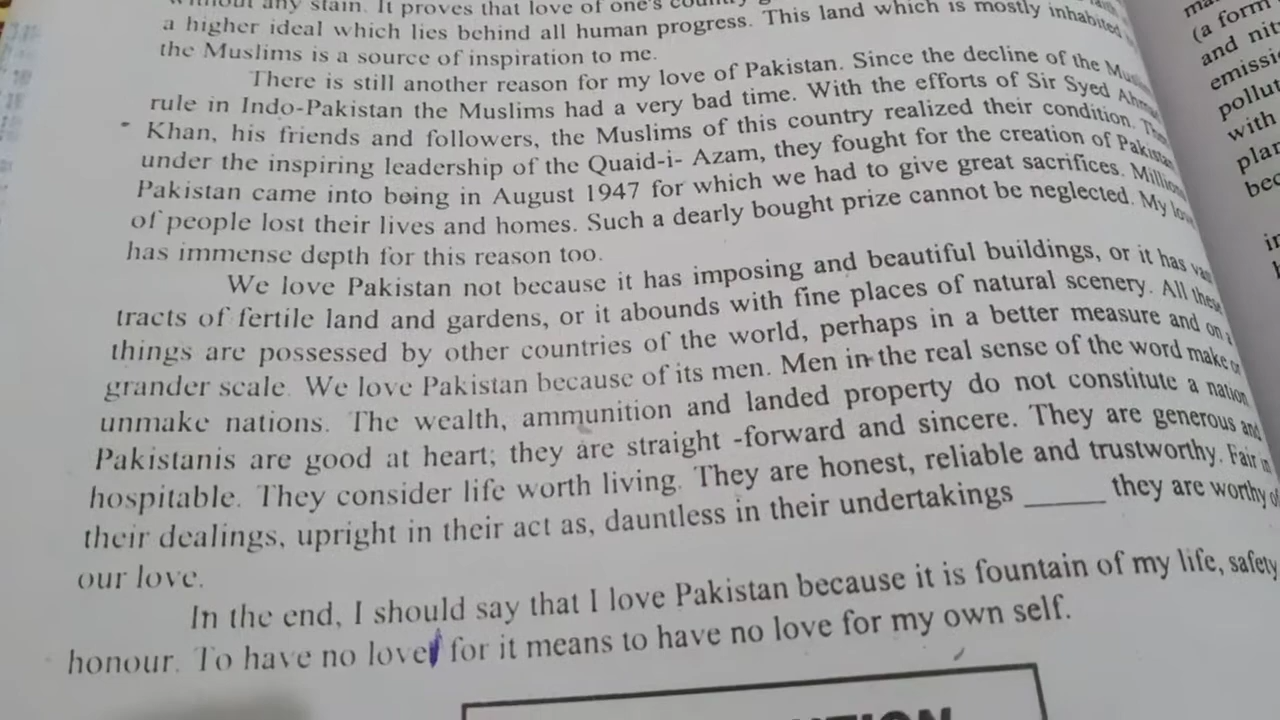 any stain. It proves that love of one's
a higher ideal which lies behind all human progress. This land which is mostly inhabited
the Muslims is a source of inspiration to me.
There is still another reason for my love of Pakistan. Since the decline of the
rule in Indo-Pakistan the Muslims had a very bad time. With the efforts of Sir Syed
Khan, his friends and followers, the Muslims of this country realized their condition.
under the inspiring leadership of the Quaid-i- Azam, they fought for the creation of Pakistan
Pakistan came into being in August 1947 for which we had to give great sacrifices.
of people lost their lives and homes. Such a dearly bought prize cannot be neglected. My
has immense depth for this reason too.
We love Pakistan not because it has imposing and beautiful buildings, or it has
tracts of fertile land and gardens, or it abounds with fine places of natural scenery. All these
things are possessed by other countries of the world, perhaps in a better measure and on a
grander scale. We love Pakistan because of its men. Men in the real sense of the word make or
unmake nations. The wealth, ammunition and landed property do not constitute a nation
Pakistanis are good at heart; they are straight -forward and sincere. They are generous and
hospitable. They consider life worth living. They are honest, reliable and trustworthy. Fair in
their dealings, upright in their act as, dauntless in their undertakings ______ they are worthy of
our love.
In the end, I should say that I love Pakistan because it is fountain of my life, safety
honour. To have no love for it means to have no love for my own self.
(a form
and
with